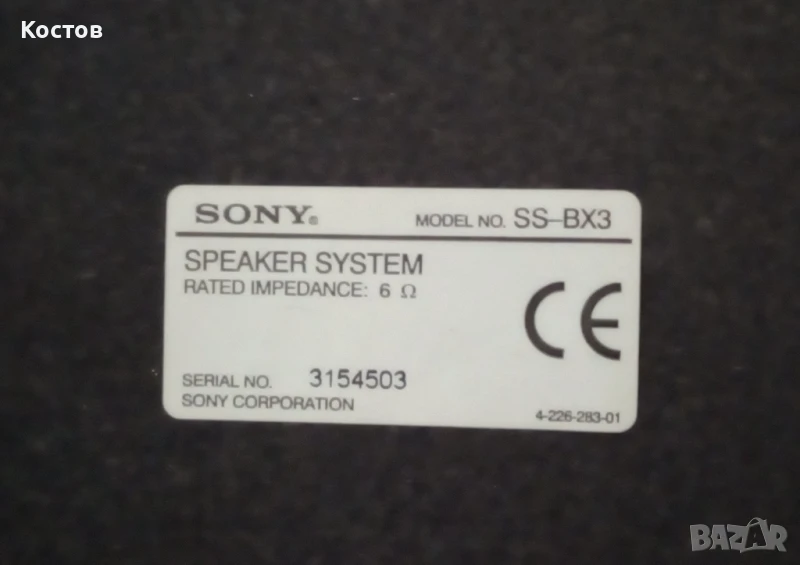 Костов
SONY®
MODEL NO. SS-BX3
SPEAKER SYSTEM
RATED IMPEDANCE: 6 Ω
CE
SERIAL NO. 3154503
SONY CORPORATION
4-226-283-01
BAZAR